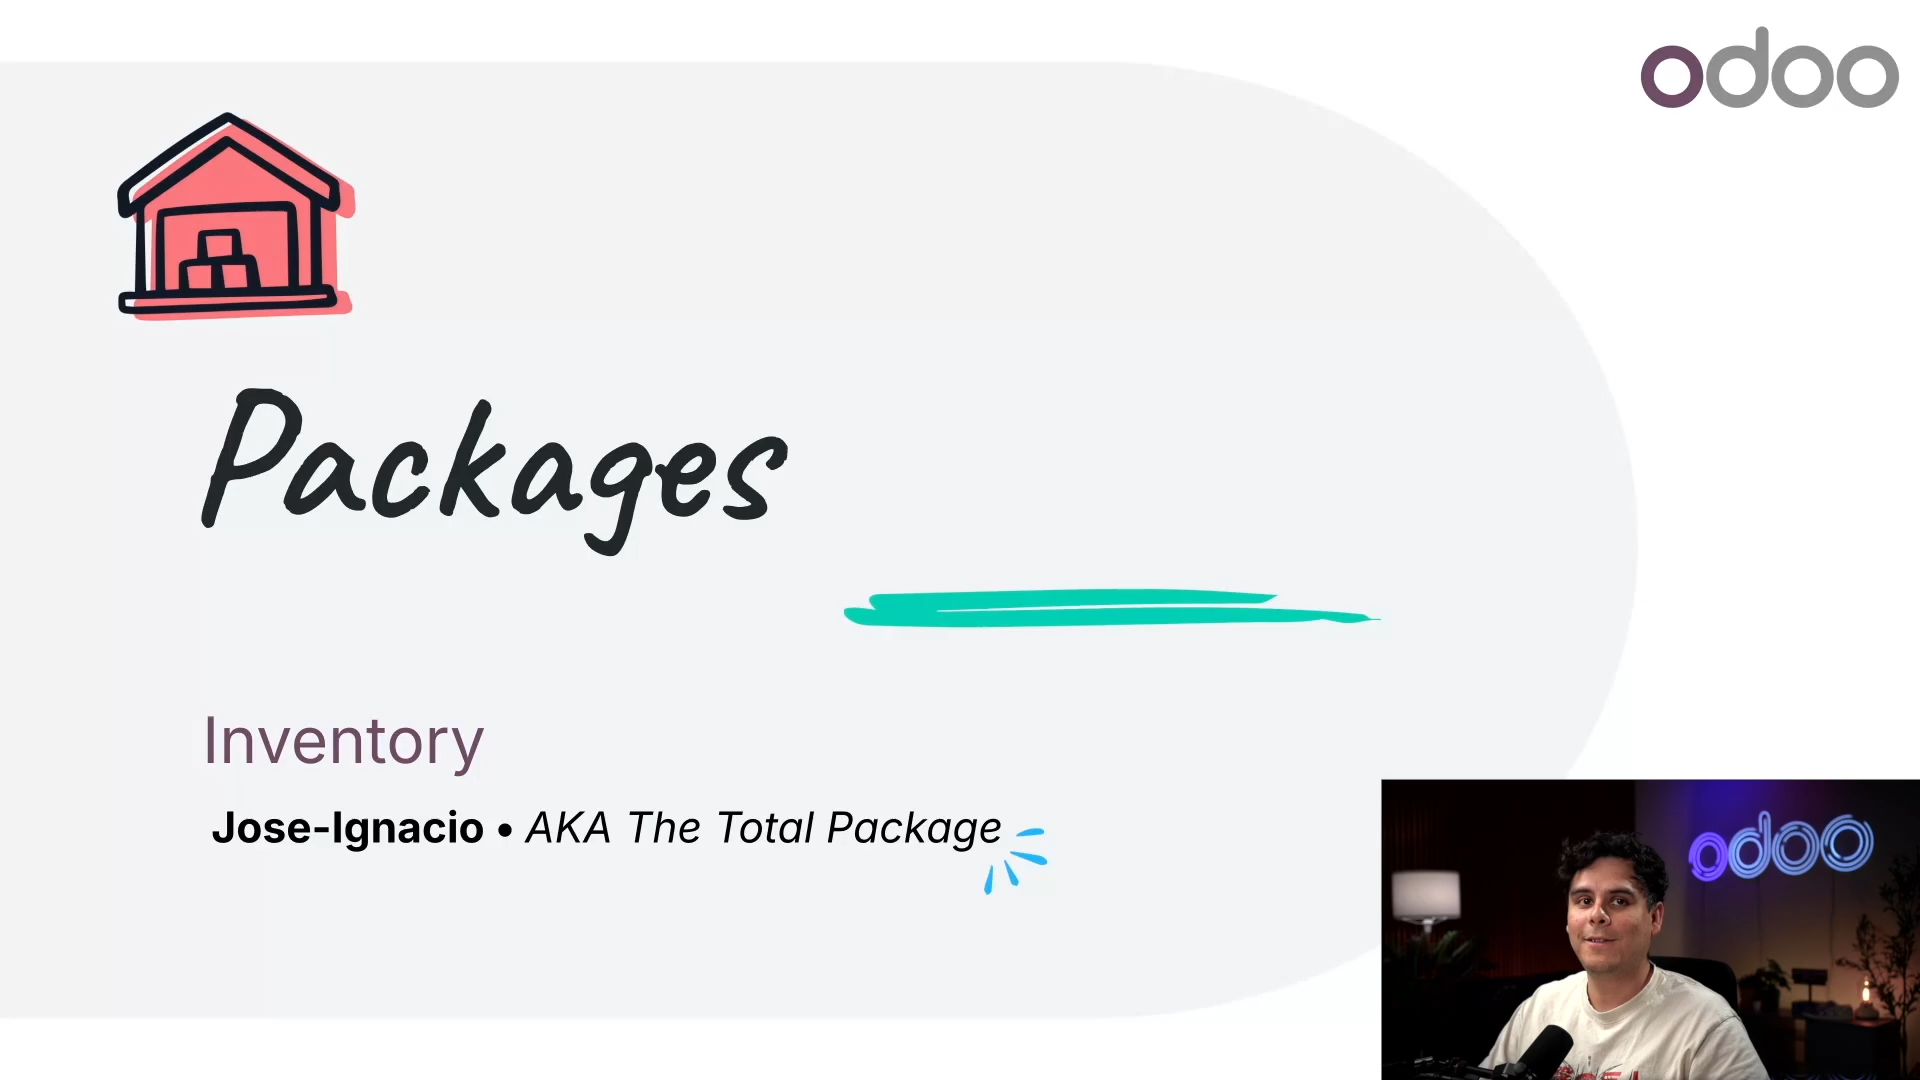 odoo
Packages
Inventory
Jose-Ignacio • AKA The Total Package
odoo